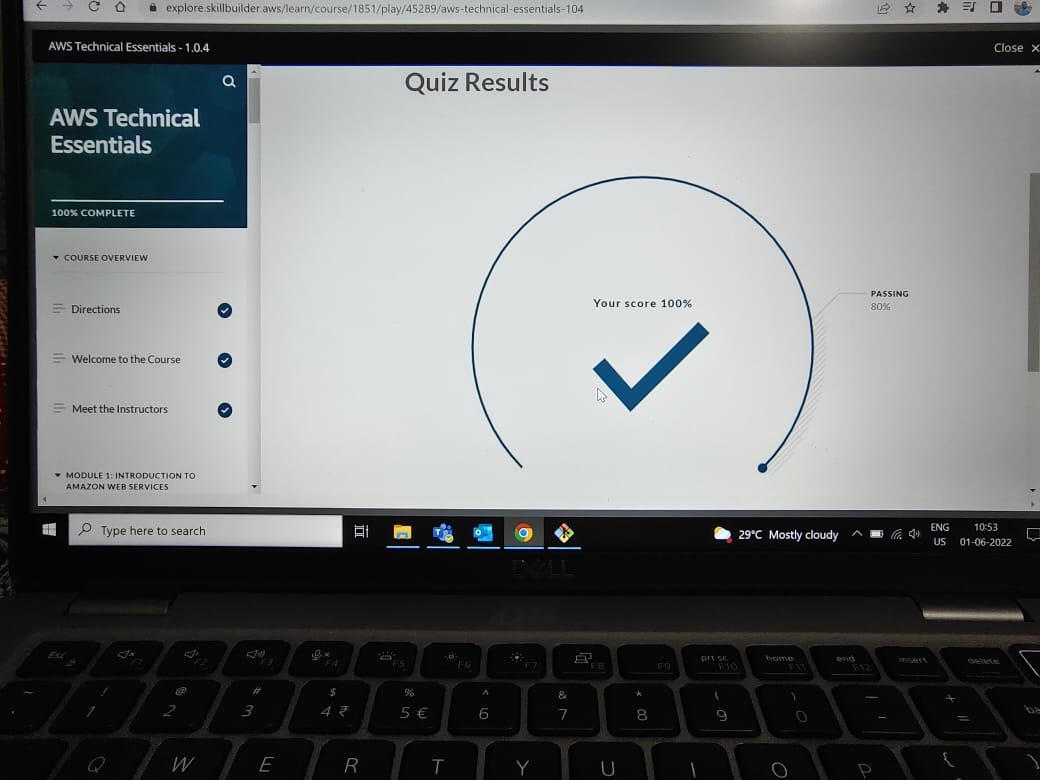 explore.skillbuilder.aws/learn/course/1851/play/45289/aws-technical-essentials-104
AWS Technical Essentials - 1.0.4
Close ×
AWS Technical
Essentials
100% COMPLETE
COURSE OVERVIEW
Directions
Welcome to the Course
Meet the Instructors
MODULE 1: INTRODUCTION TO
AMAZON WEB SERVICES
Quiz Results
Your score 100%
PASSING
80%
Type here to search
29°C Mostly cloudy
ENG
US
10:53
01-06-2022
DELL
Esc F1 F2 F3 F4 F5 F6 F7 F8 F9 prt sc F10 home F11 end F12 insert delete
~ ! @ # $ % ^ & * ( ) _ +
1 2 3 4 ₹ 5 € 6 7 8 9 0 - = ba
Q W E R T Y U I O P { }